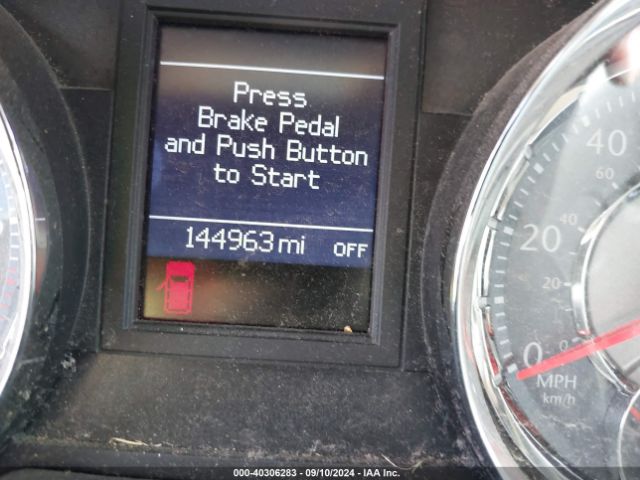 Press
Brake Pedal
and Push Button
to Start
144963 mi OFF
40
60
20
40
20
0
0
MPH
km/h
000-40306283 - 09/10/2024 - IAA Inc.